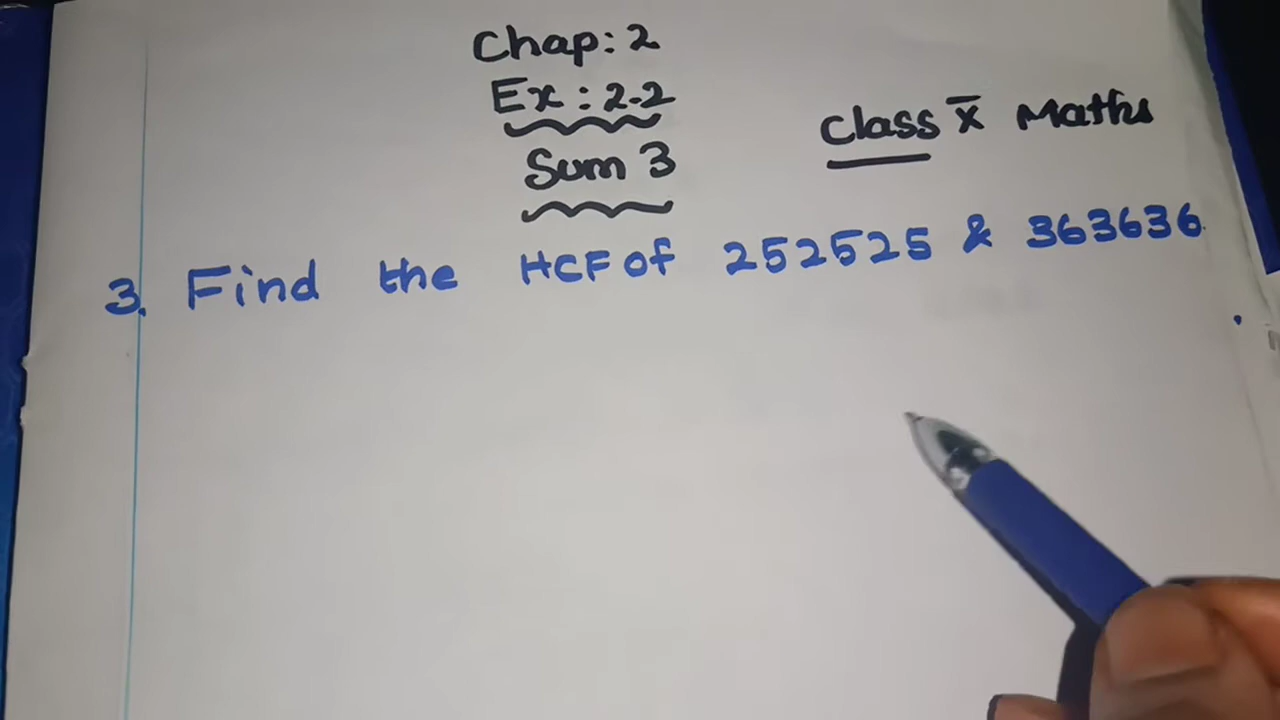 Chap: 2
Ex : 2.2
Sum 3
Class X Maths
3. Find the HCF of 252525 & 363636.